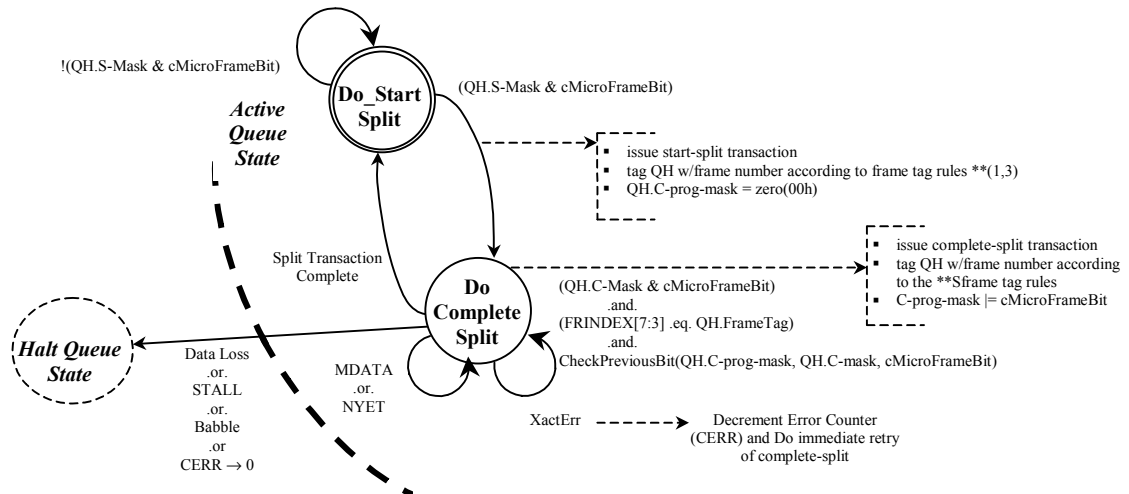 !(QH.S-Mask & cMicroFrameBit)
Do_Start
Split
(QH.S-Mask & cMicroFrameBit)
Active
Queue
State
▪ issue start-split transaction
▪ tag QH w/frame number according to frame tag rules **(1,3)
▪ QH.C-prog-mask = zero(00h)
Split Transaction
Complete
▪ issue complete-split transaction
▪ tag QH w/frame number according
to the **Sframe tag rules
▪ C-prog-mask |= cMicroFrameBit
Do
Complete
Split
(QH.C-Mask & cMicroFrameBit)
.and.
(FRINDEX[7:3] .eq. QH.FrameTag)
.and.
CheckPreviousBit(QH.C-prog-mask, QH.C-mask, cMicroFrameBit)
Halt Queue
State
Data Loss
.or.
STALL
.or.
Babble
.or
CERR → 0
MDATA
.or.
NYET
XactErr
Decrement Error Counter
(CERR) and Do immediate retry
of complete-split